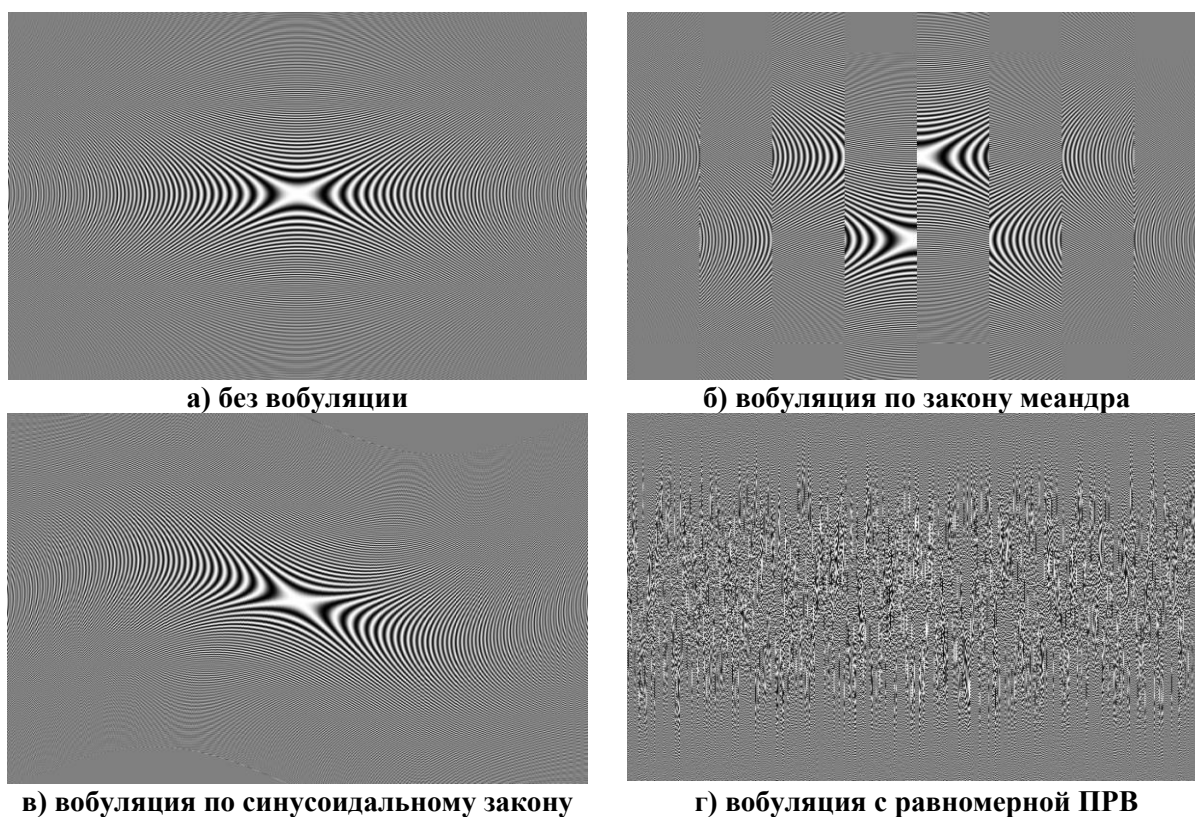 а) без вобуляции
б) вобуляция по закону меандра
в) вобуляция по синусоидальному закону
г) вобуляция с равномерной ПРВ